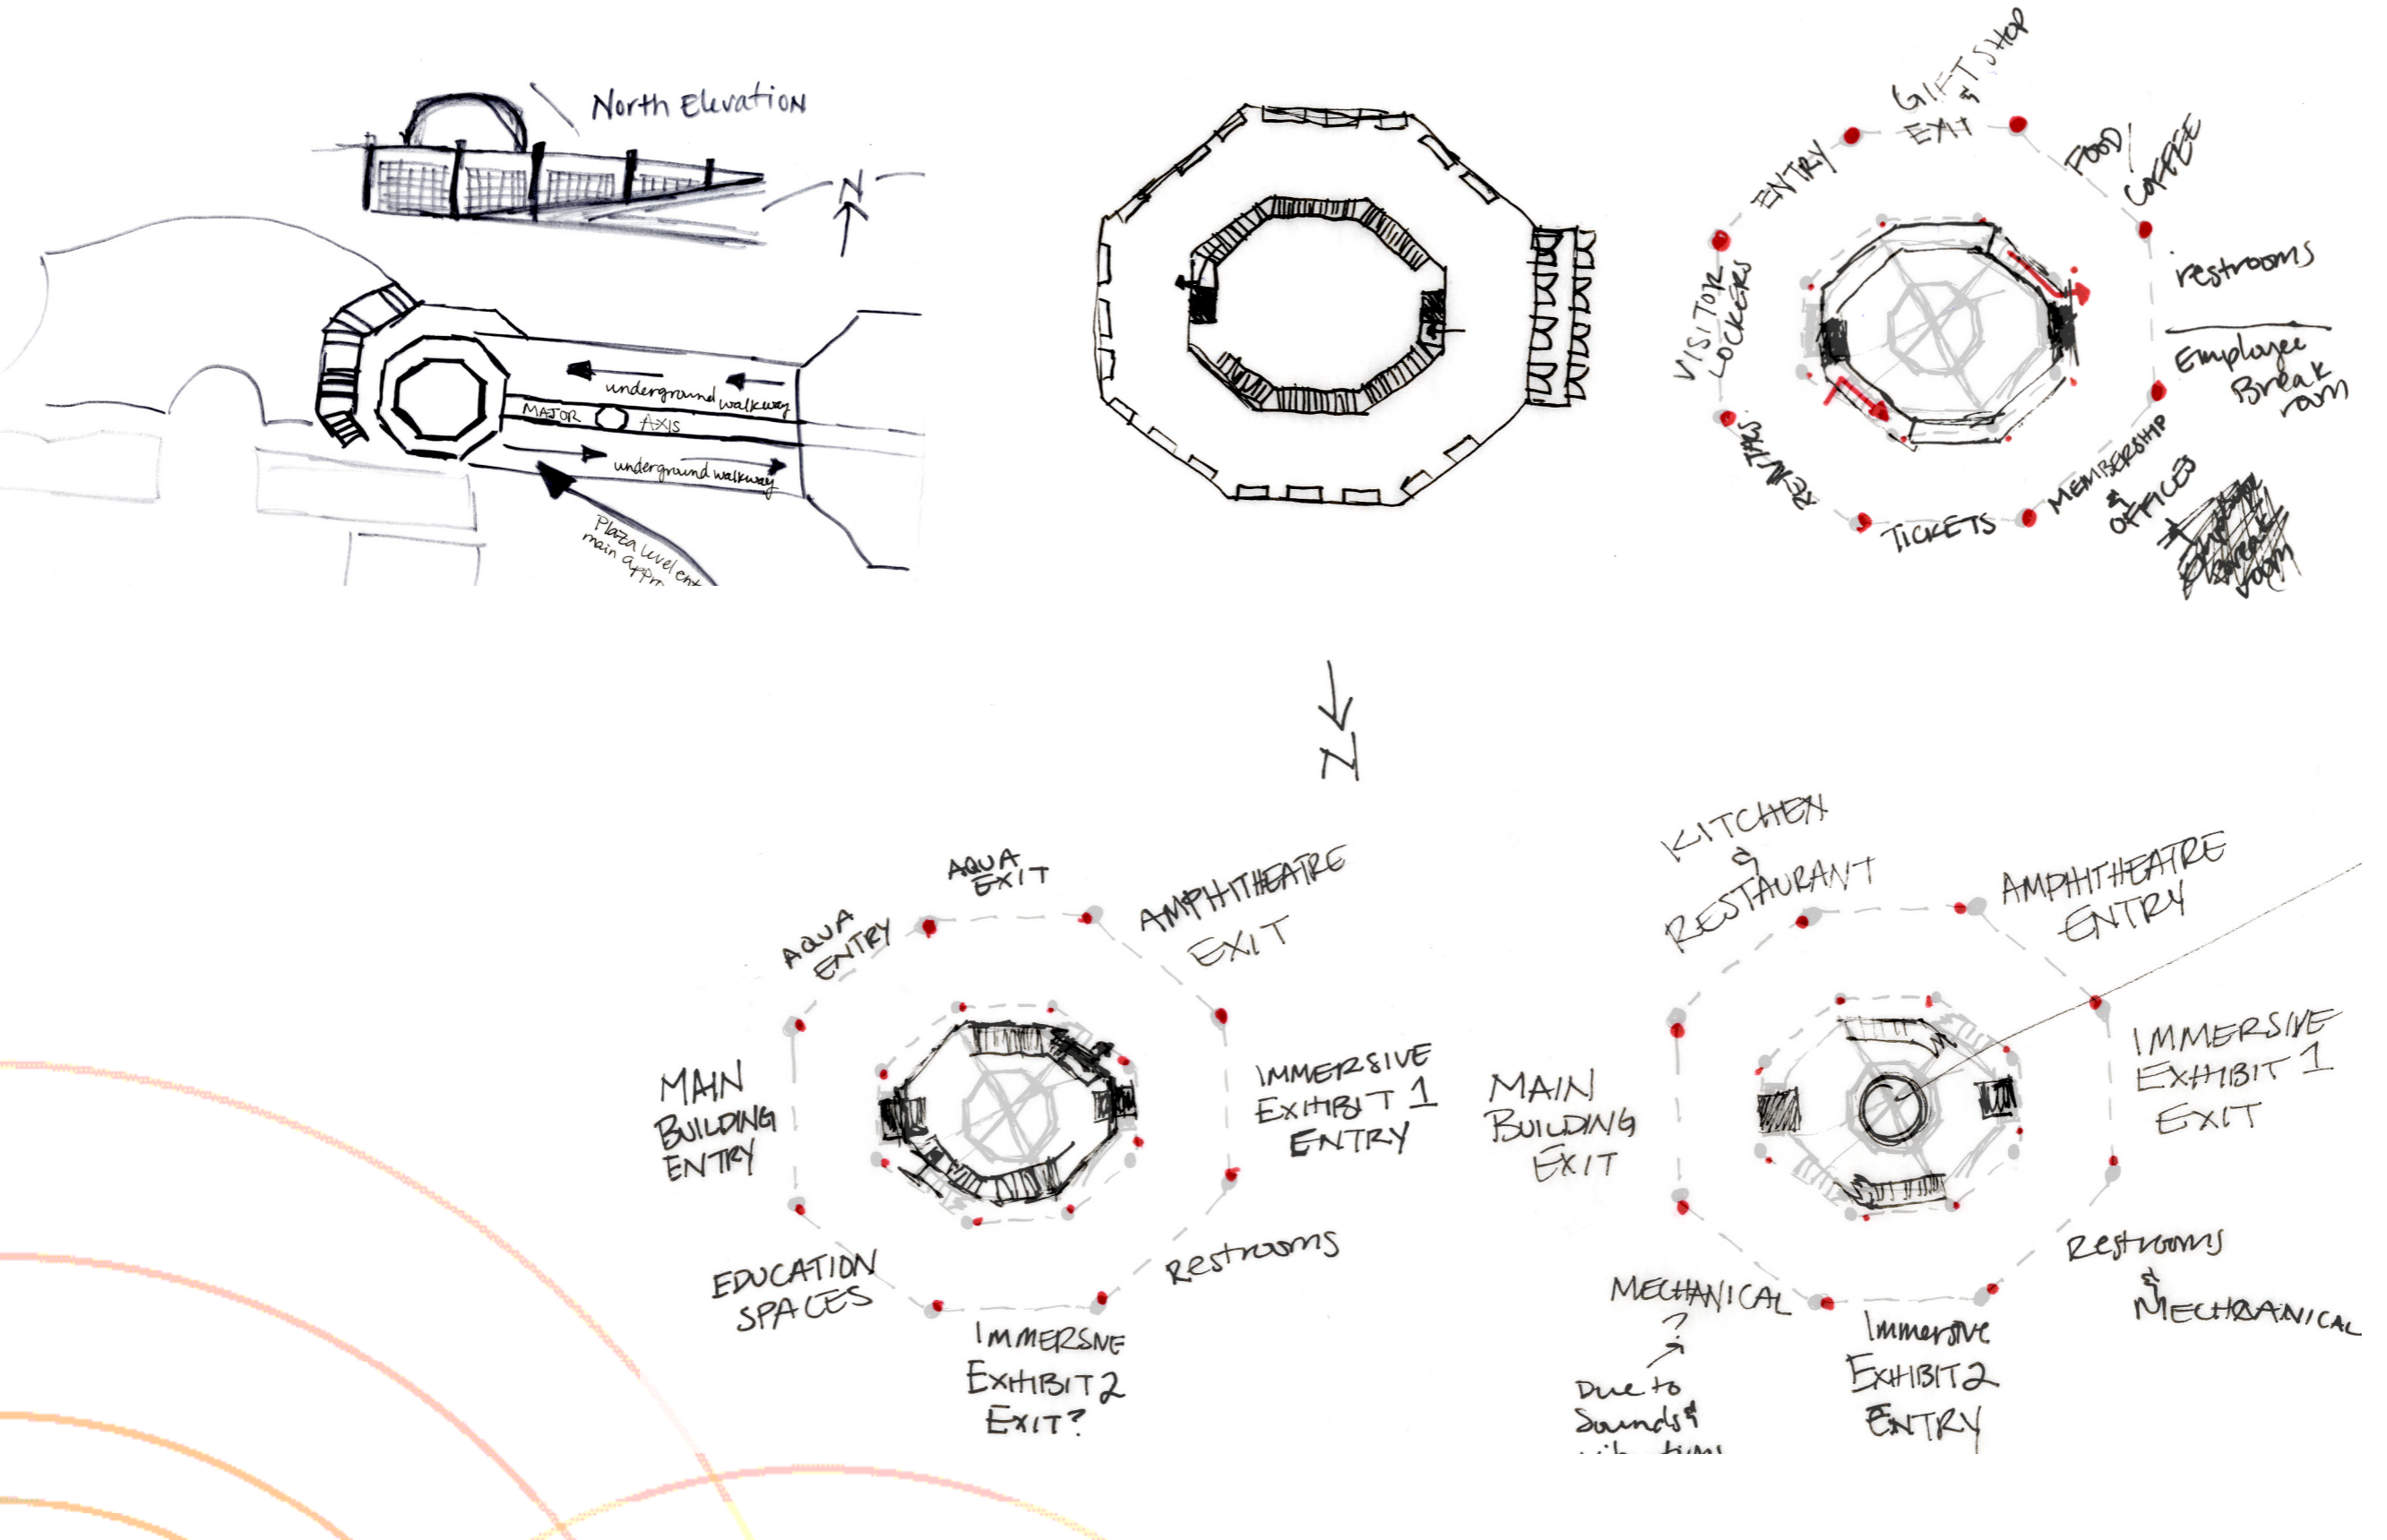 North Elevation
N
underground walkway
MAJOR AXIS
underground walkway
Plaza level ent
main appr
ENTRY
GIFT SHOP
&
EXIT
FOOD/
COFFEE
restrooms
Employee
Break
room
MEMBERSHIP
&
OFFICES
TICKETS
RENTALS
VISITOR
LOCKERS
N
AQUA
ENTRY
AQUA
EXIT
AMPHITHEATRE
EXIT
IMMERSIVE
EXHIBIT 1
ENTRY
Restrooms
IMMERSIVE
EXHIBIT 2
EXIT?
EDUCATION
SPACES
MAIN
BUILDING
ENTRY
KITCHEN
&
RESTAURANT
AMPHITHEATRE
ENTRY
IMMERSIVE
EXHIBIT 1
EXIT
Restrooms
&
MECHANICAL
Immersive
EXHIBIT 2
ENTRY
MECHANICAL
?
Due to
Sounds &
MAIN
BUILDING
EXIT